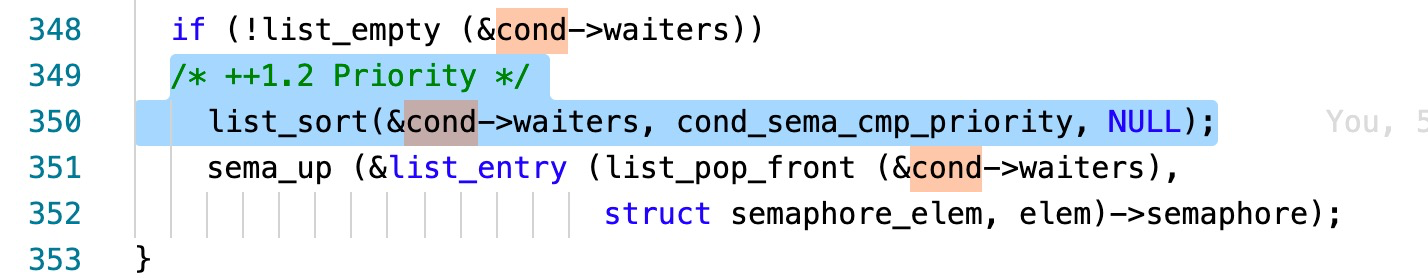 348 if (!list_empty (&cond->waiters))
349 /* ++1.2 Priority */
350 list_sort(&cond->waiters, cond_sema_cmp_priority, NULL); You, 5
351 sema_up (&list_entry (list_pop_front (&cond->waiters),
352 struct semaphore_elem, elem)->semaphore);
353 }